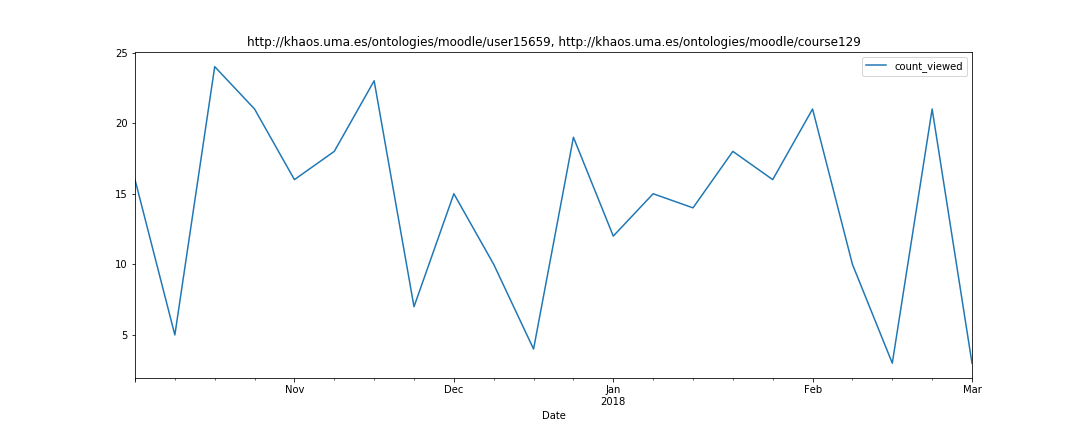 http://khaos.uma.es/ontologies/moodle/user15659, http://khaos.uma.es/ontologies/moodle/course129
count_viewed
25
20
15
10
5
Nov
Dec
Jan
2018
Feb
Mar
Date